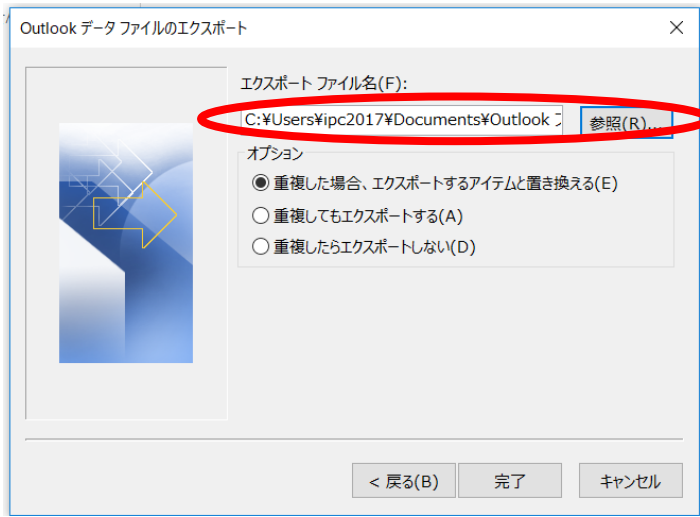 Outlook データ ファイルのエクスポート
エクスポート ファイル名(F):
C:¥Users¥ipc2017¥Documents¥Outlook フ
参照(R)...
オプション
重複した場合、エクスポートするアイテムと置き換える(E)
重複してもエクスポートする(A)
重複したらエクスポートしない(D)
< 戻る(B)
完了
キャンセル